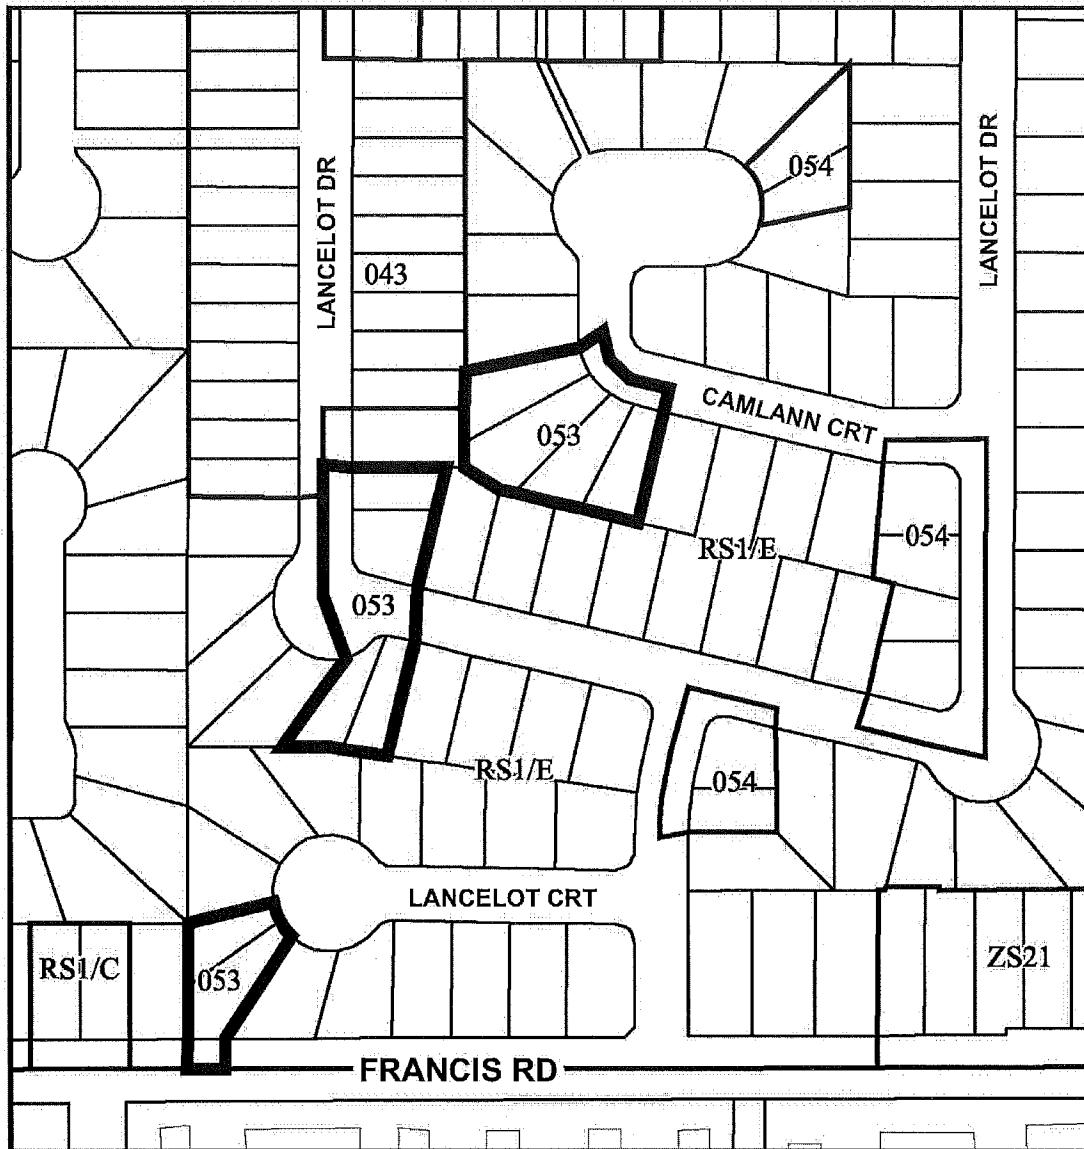 054
LANCELOT DR
LANCELOT DR
043
CAMLANN CRT
053
054
RS1/E
053
RS1/E
054
LANCELOT CRT
RS1/C
053
ZS21
FRANCIS RD